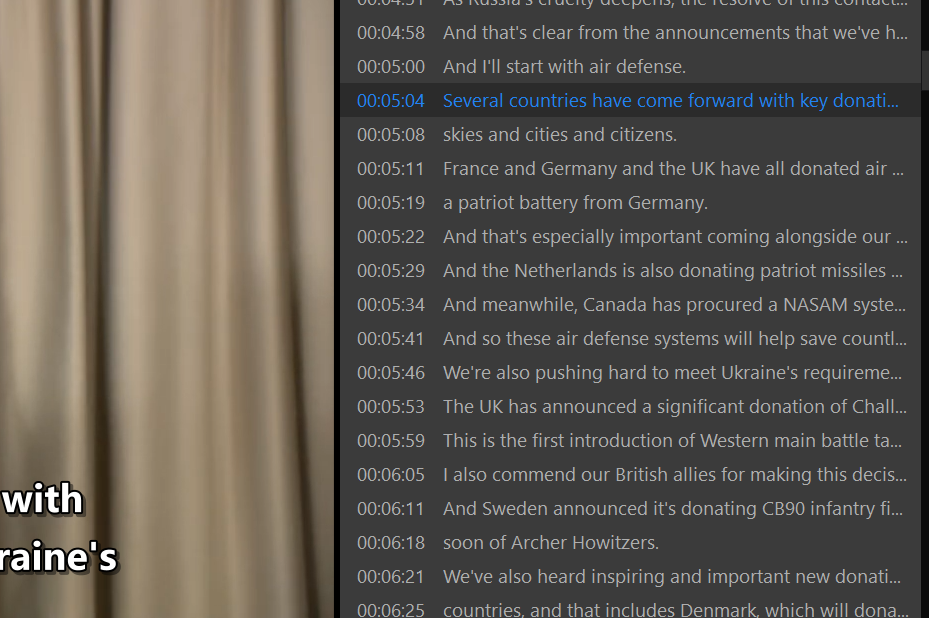 00:04:51 As Russia's cruelty deepens, the resolve of this contact...
00:04:58 And that's clear from the announcements that we've h...
00:05:00 And I'll start with air defense.
00:05:04 Several countries have come forward with key donati...
00:05:08 skies and cities and citizens.
00:05:11 France and Germany and the UK have all donated air ...
00:05:19 a patriot battery from Germany.
00:05:22 And that's especially important coming alongside our ...
00:05:29 And the Netherlands is also donating patriot missiles ...
00:05:34 And meanwhile, Canada has procured a NASAM syste...
00:05:41 And so these air defense systems will help save countl...
00:05:46 We're also pushing hard to meet Ukraine's requireme...
00:05:53 The UK has announced a significant donation of Chall...
00:05:59 This is the first introduction of Western main battle ta...
00:06:05 I also commend our British allies for making this decis...
00:06:11 And Sweden announced it's donating CB90 infantry fi...
00:06:18 soon of Archer Howitzers.
00:06:21 We've also heard inspiring and important new donati...
00:06:25 countries, and that includes Denmark, which will dona...
with
raine's